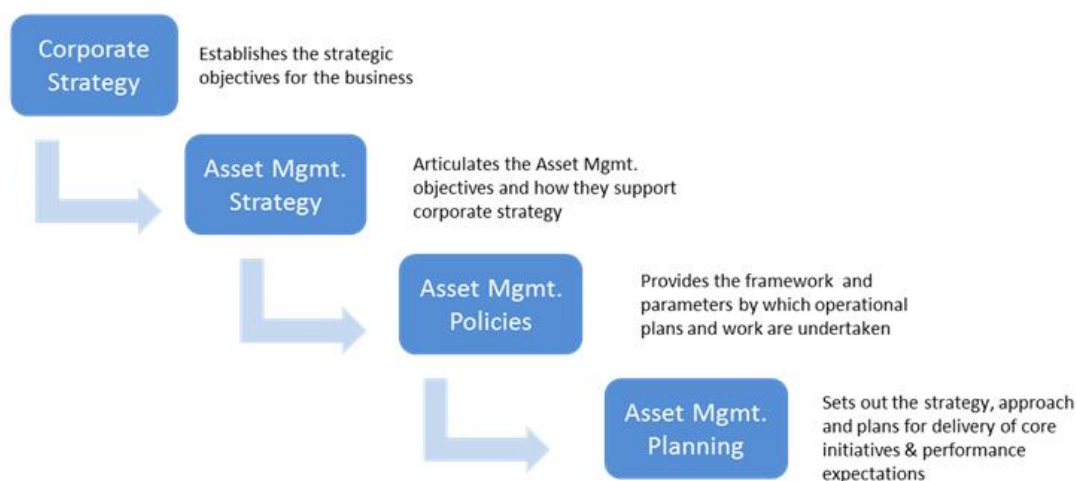 Corporate
Strategy
Establishes the strategic
objectives for the business
Asset Mgmt.
Strategy
Articulates the Asset Mgmt.
objectives and how they support
corporate strategy
Asset Mgmt.
Policies
Provides the framework and
parameters by which operational
plans and work are undertaken
Asset Mgmt.
Planning
Sets out the strategy, approach
and plans for delivery of core
initiatives & performance
expectations